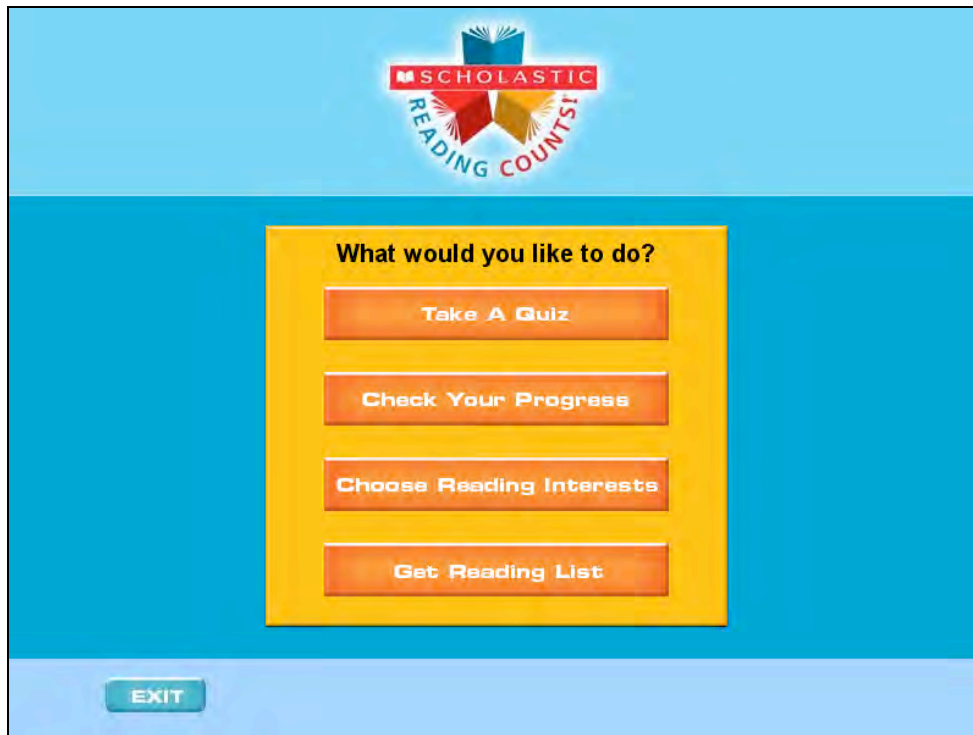 SCHOLASTIC
READING COUNTS!
What would you like to do?
Take A Quiz
Check Your Progress
Choose Reading Interests
Get Reading List
EXIT